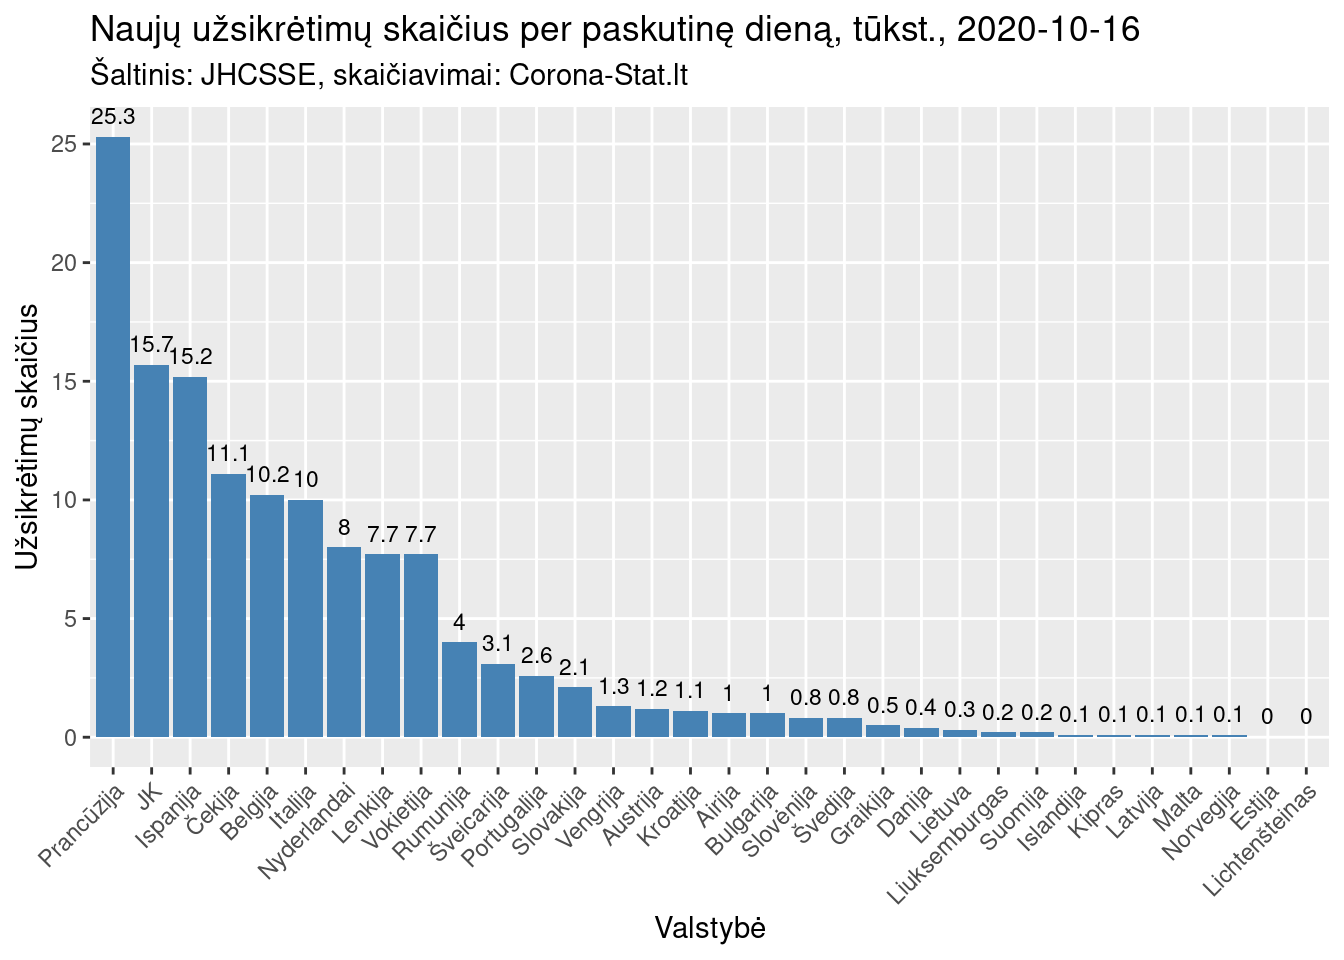 Naujų užsikrėtimų skaičius per paskutinę dieną, tūkst., 2020-10-16
Šaltinis: JHCSSE, skaičiavimai: Corona-Stat.lt
Užsikrėtimų skaičius
25
20
15
10
5
0
25.3
15.7
15.2
11.1
10.2
10
8
7.7
7.7
4
3.1
2.6
2.1
1.3
1.2
1.1
1
1
0.8
0.8
0.5
0.4
0.3
0.2
0.2
0.1
0.1
0.1
0.1
0.1
0
0
Prancūzija
JK
Ispanija
Čekija
Belgija
Italija
Nyderlandai
Lenkija
Vokietija
Rumunija
Šveicarija
Portugalija
Slovakija
Vengrija
Austrija
Kroatija
Airija
Bulgarija
Slovėnija
Švedija
Graikija
Danija
Lietuva
Liuksemburgas
Suomija
Islandija
Kipras
Latvija
Malta
Norvegija
Estija
Lichtenšteinas
Valstybė